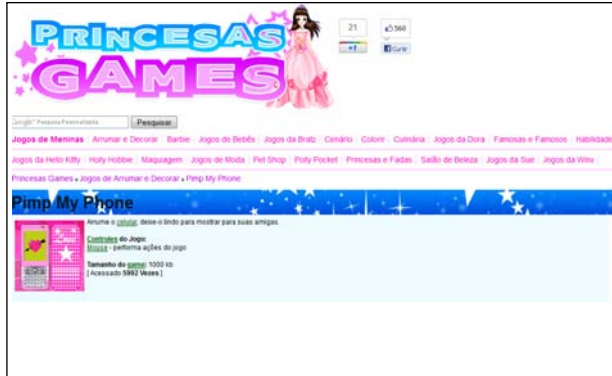 PRINCESAS
GAMES
21
560
+1
Curtir
Google™ Pesquisa Personalizada
Pesquisar
Jogos de Meninas Arrumar e Decorar Barbie Jogos de Bebês Jogos da Bratz Cenário Colorir Culinária Jogos da Dora Famosas e Famosos Habilidade
Jogos da Hello Kitty Holly Hobbie Maquiagem Jogos de Moda Pet Shop Polly Pocket Princesas e Fadas Salão de Beleza Jogos da Sue Jogos da Winx
Princesas Games » Jogos de Arrumar e Decorar » Pimp My Phone
Pimp My Phone
Arrume o celular, deixe-o lindo para mostrar para suas amigas.
Controles do Jogo:
Mouse - performa ações do jogo
Tamanho do game: 1000 kb
[ Acessado 5992 Vezes ]